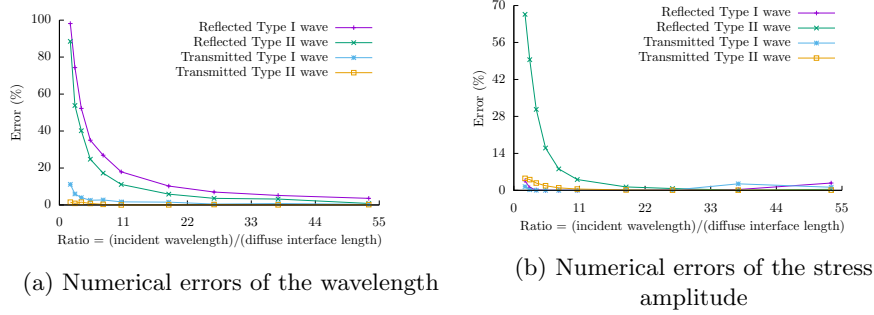 100
80
60
40
20
0
Error (%)
Reflected Type I wave
Reflected Type II wave
Transmitted Type I wave
Transmitted Type II wave
0 11 22 33 44 55
Ratio = (incident wavelength)/(diffuse interface length)
(a) Numerical errors of the wavelength
70
56
42
28
14
0
Error (%)
Reflected Type I wave
Reflected Type II wave
Transmitted Type I wave
Transmitted Type II wave
0 11 22 33 44 55
Ratio = (incident wavelength)/(diffuse interface length)
(b) Numerical errors of the stress
amplitude